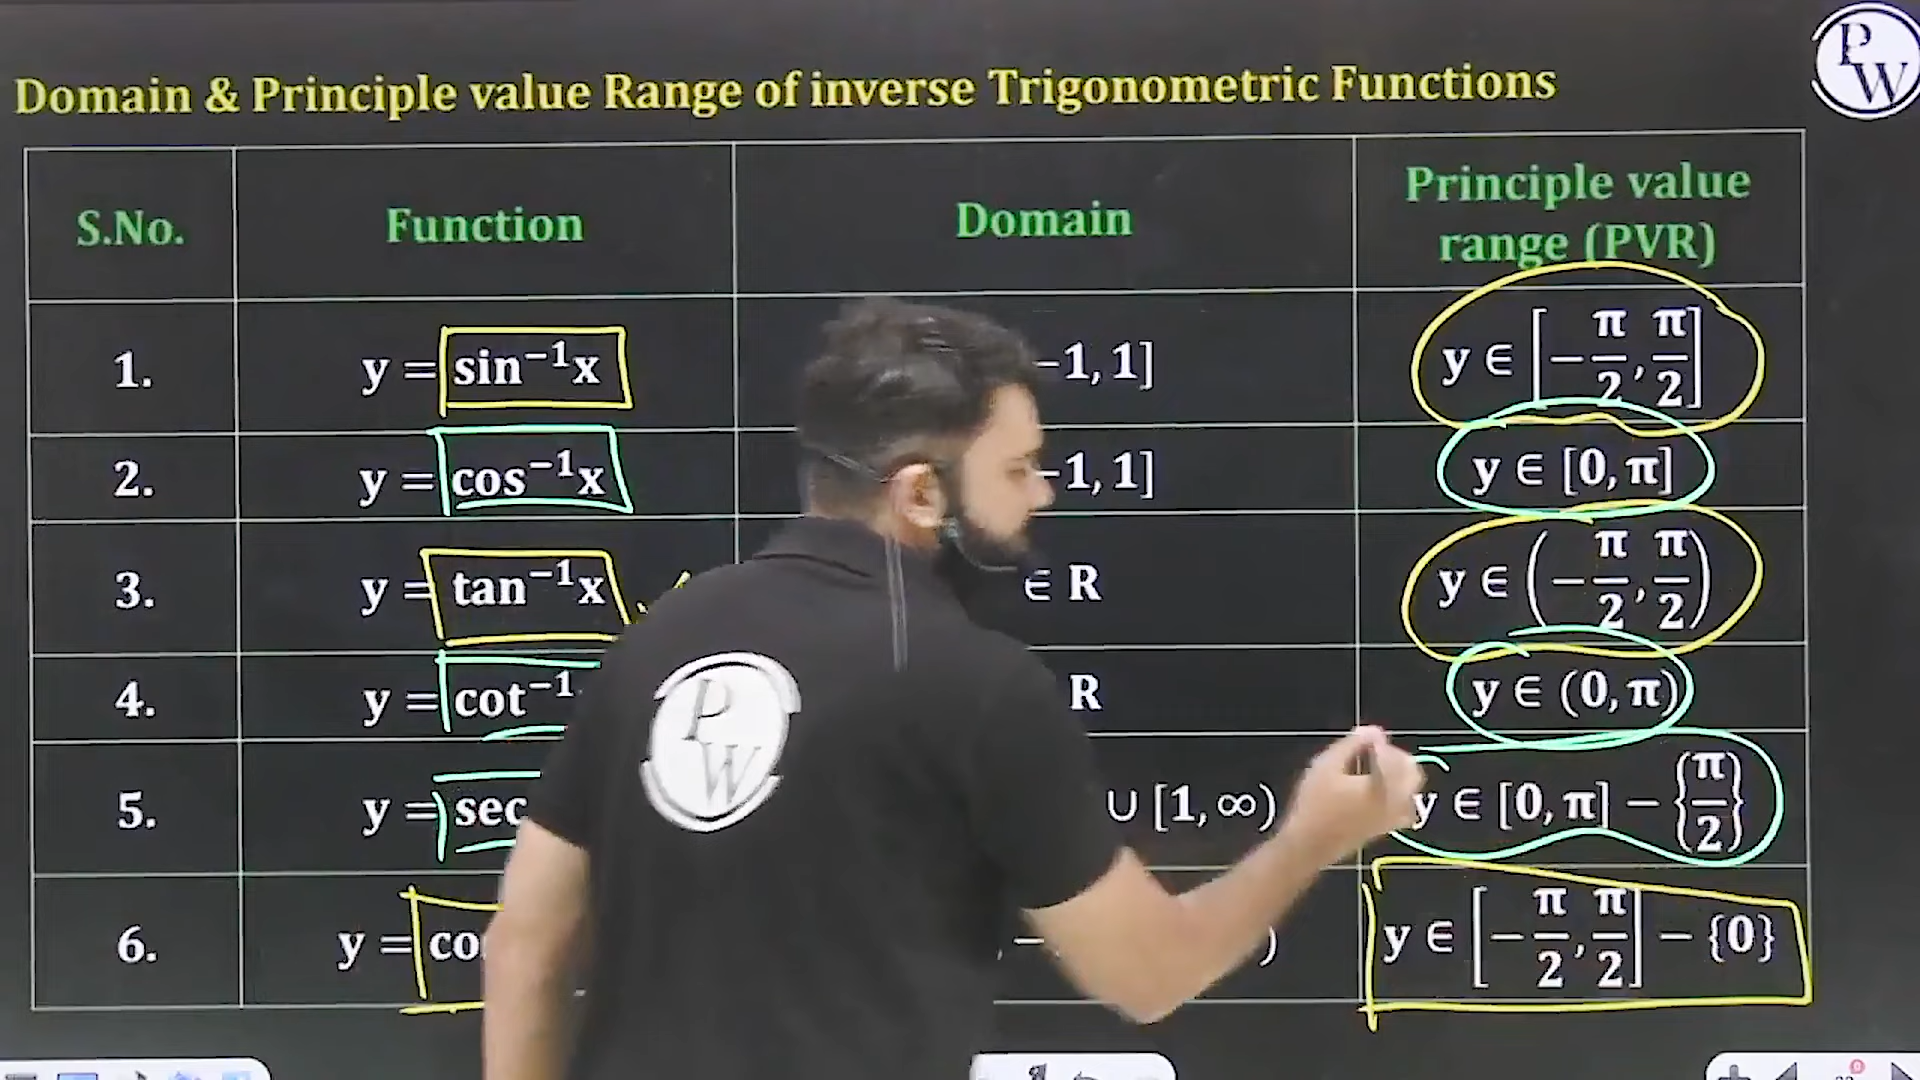 PW
Domain & Principle value Range of inverse Trigonometric Functions
S.No. Function Domain Principle value range (PVR)
1. y = sin⁻¹x −1, 1] y ∈ [−π/2, π/2]
2. y = cos⁻¹x −1, 1] y ∈ [0, π]
3. y = tan⁻¹x ∈ R y ∈ (−π/2, π/2)
4. y = cot⁻¹ R y ∈ (0, π)
5. y = sec ∪ [1, ∞) y ∈ [0, π] − {π/2}
6. y = co ) y ∈ [−π/2, π/2] − {0}
PW